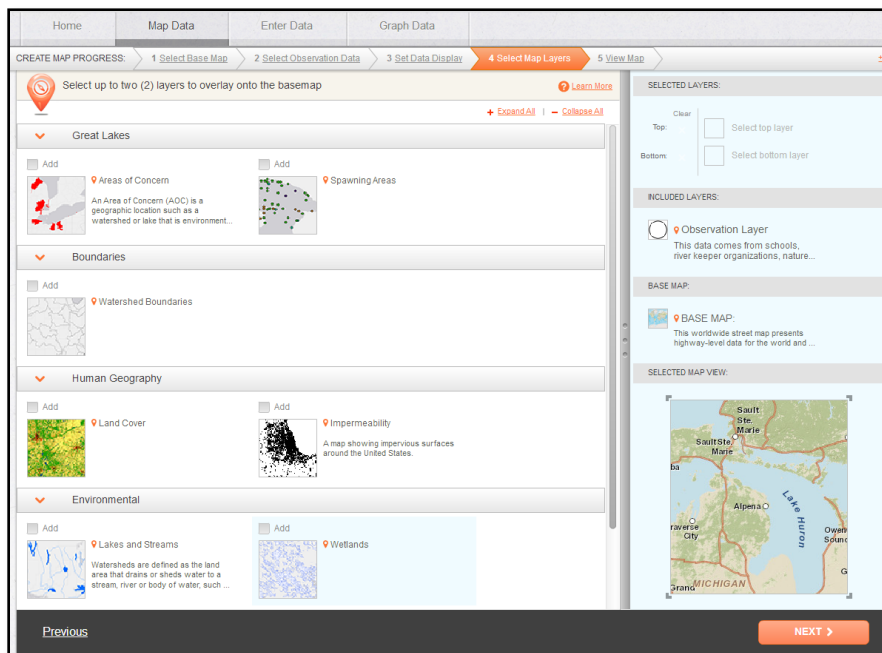 Home Map Data Enter Data Graph Data
CREATE MAP PROGRESS: 1 Select Base Map 2 Select Observation Data 3 Set Data Display 4 Select Map Layers 5 View Map
Select up to two (2) layers to overlay onto the basemap
? Learn More
+ Expand All | − Collapse All
Great Lakes
Add
Areas of Concern
An Area of Concern (AOC) is a
geographic location such as a
watershed or lake that is environment...
Add
Spawning Areas
Boundaries
Add
Watershed Boundaries
Human Geography
Add
Land Cover
Add
Impermeability
A map showing impervious surfaces
around the United States.
Environmental
Add
Lakes and Streams
Watersheds are defined as the land
area that drains or sheds water to a
stream, river or body of water, such ...
Add
Wetlands
SELECTED LAYERS:
Clear
Top: Select top layer
Bottom: Select bottom layer
INCLUDED LAYERS:
Observation Layer
This data comes from schools,
river keeper organizations, nature...
BASE MAP:
BASE MAP:
This worldwide street map presents
highway-level data for the world and ...
SELECTED MAP VIEW:
Sault
Ste.
Marie
Sault Ste.
Marie
ba
Alpena
Lake Huron
raverse
City
Owen
Sound
G
MICHIGAN
Grand
Previous
NEXT